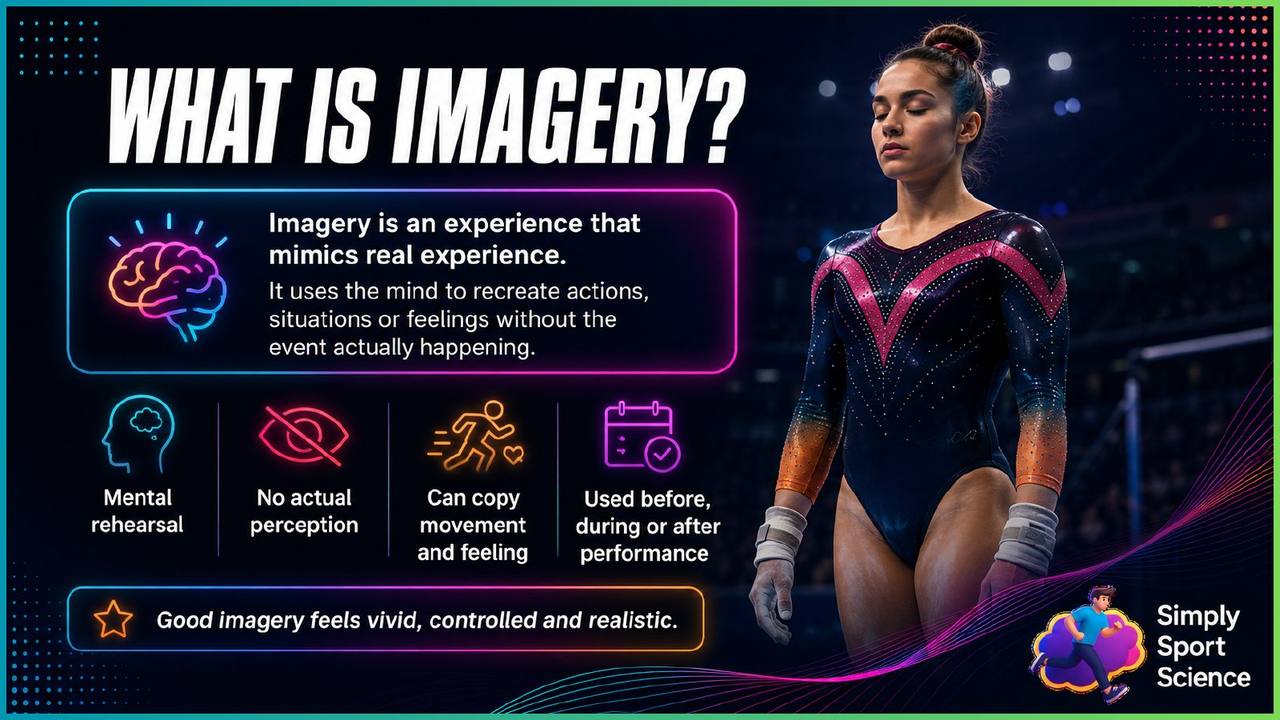 WHAT IS IMAGERY?
Imagery is an experience that
mimics real experience.
It uses the mind to recreate actions,
situations or feelings without the
event actually happening.
Mental
rehearsal
No actual
perception
Can copy
movement
and feeling
Used before,
during or after
performance
Good imagery feels vivid, controlled and realistic.
Simply
Sport
Science